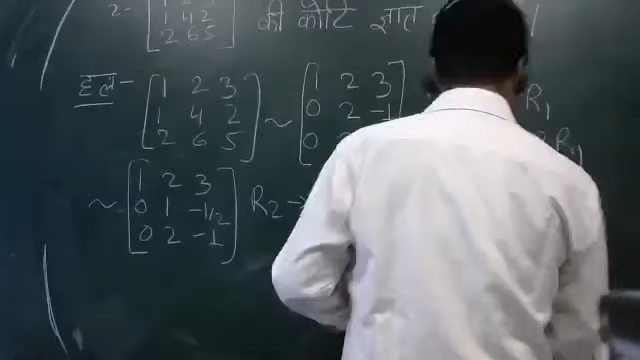 2- [ 1 4 2 की कोटि ज्ञात
2 6 5 ]
हल - [ 1 2 3 ~ [ 1 2 3 R1
1 4 2 0 2 -1
2 6 5 ] 0 R1
~ [ 1 2 3
0 1 -1/2 R2 →
0 2 -1 ]